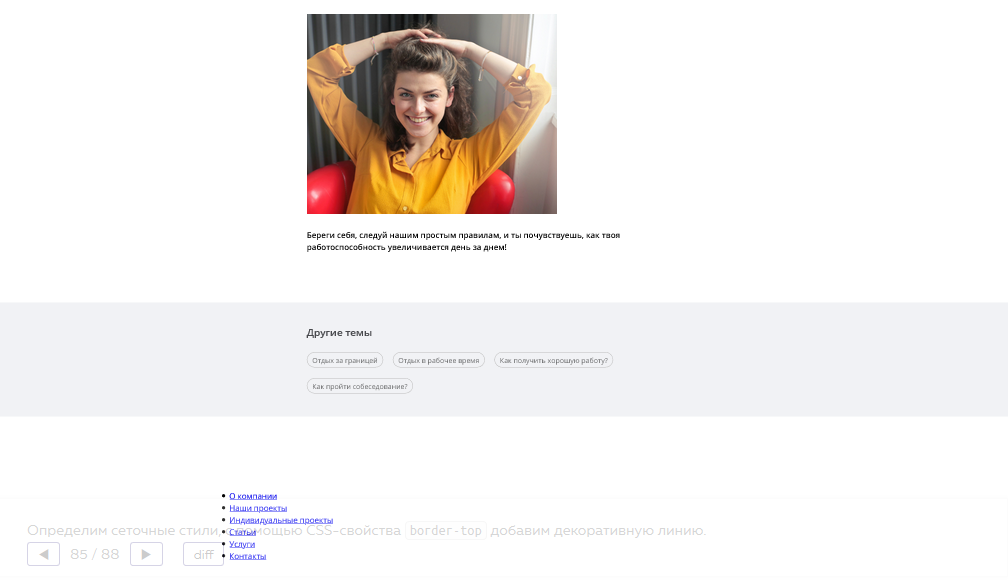 Береги себя, следуй нашим простым правилам, и ты почувствуешь, как твоя
работоспособность увеличивается день за днем!
Другие темы
Отдых за границей Отдых в рабочее время Как получить хорошую работу?
Как пройти собеседование?
О компании
Наши проекты
Индивидуальные проекты
Определим сеточные стили, с помощью CSS-свойства border-top добавим декоративную линию.
Статьи
Услуги
85 / 88 diff
Контакты